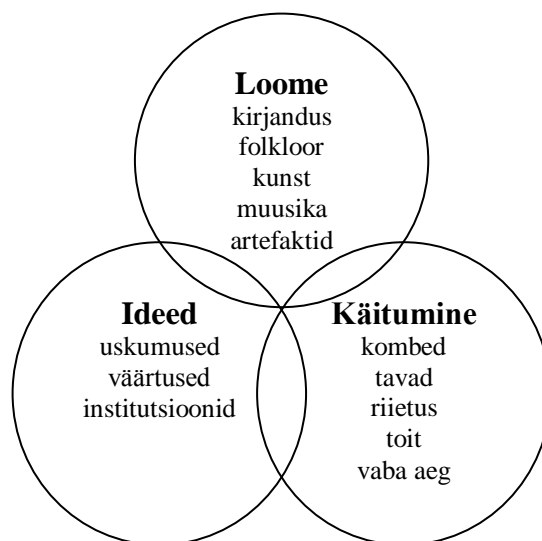 Loome
kirjandus
folkloor
kunst
muusika
artefaktid
Ideed
uskumused
väärtused
institutsioonid
Käitumine
kombed
tavad
riietus
toit
vaba aeg